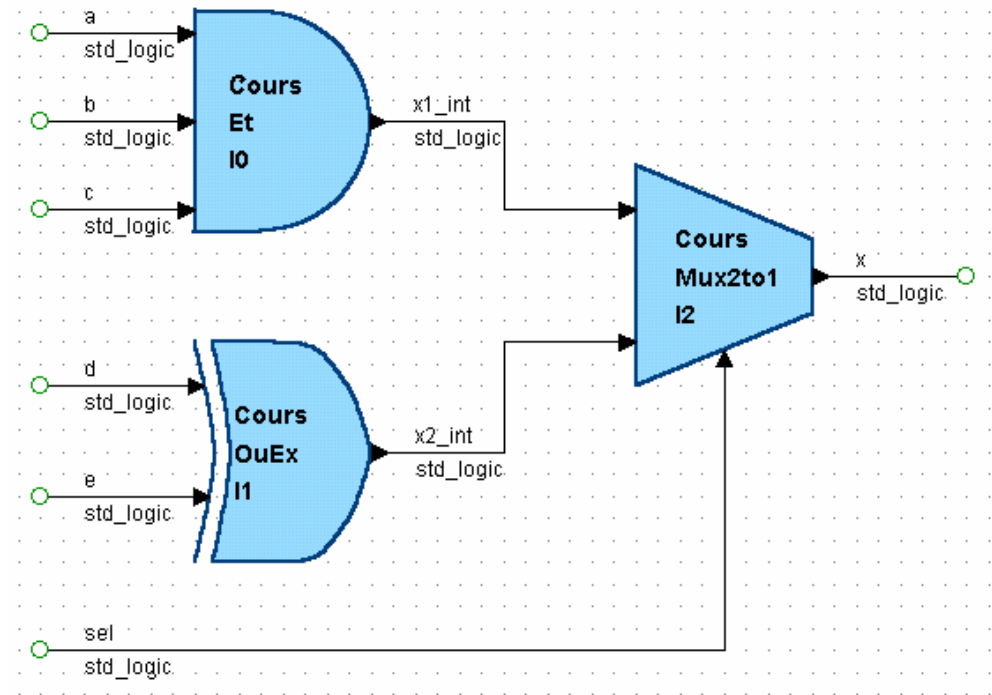 a
std_logic
b
std_logic
c
std_logic
Cours
Et
I0
x1_int
std_logic
Cours
Mux2to1
I2
x
std_logic
d
std_logic
e
std_logic
Cours
OuEx
I1
x2_int
std_logic
sel
std_logic